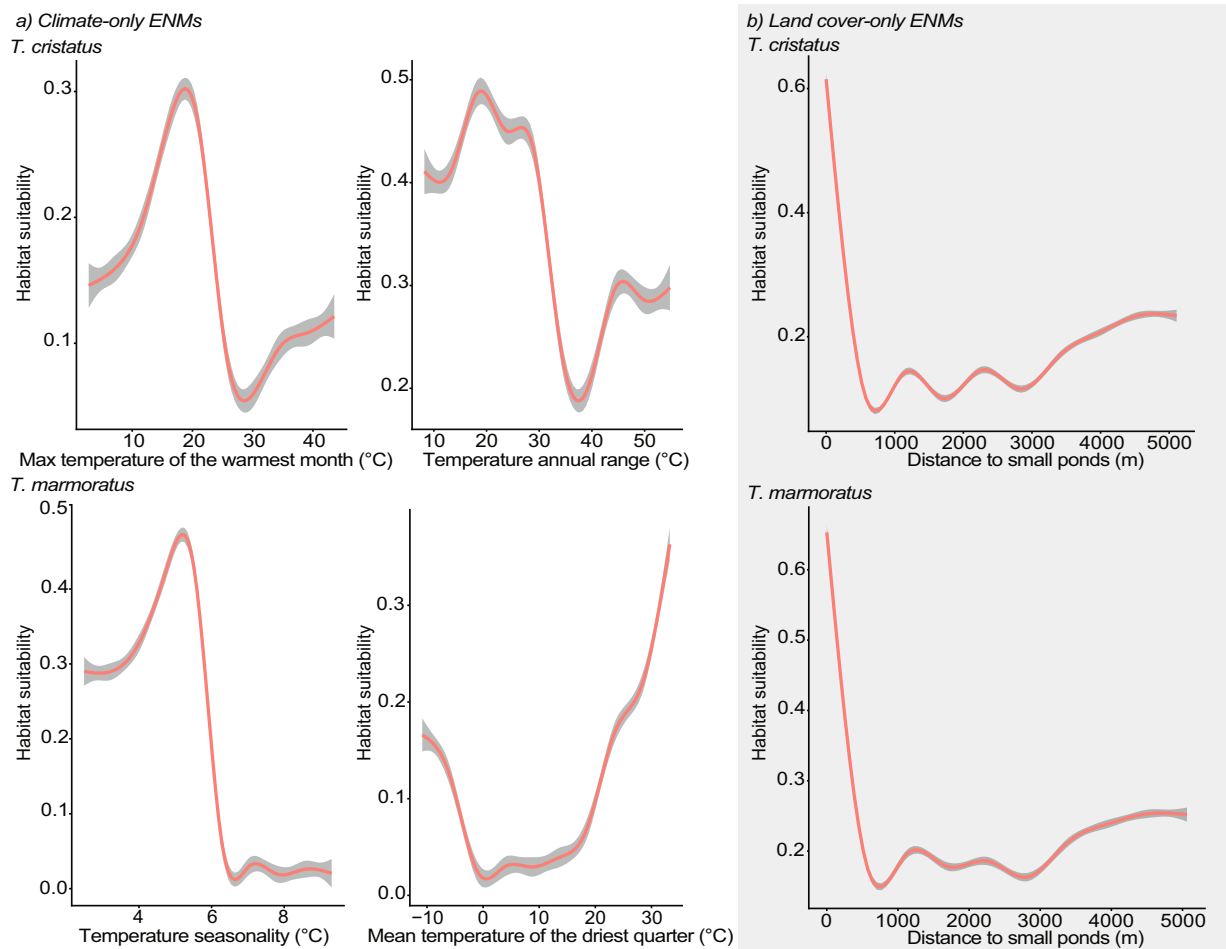 a) Climate-only ENMs
T. cristatus
Habitat suitability
0.3
0.2
0.1
10 20 30 40
Max temperature of the warmest month (°C)
Habitat suitability
0.5
0.4
0.3
0.2
10 20 30 40 50
Temperature annual range (°C)
T. marmoratus
Habitat suitability
0.5
0.4
0.3
0.2
0.1
0.0
4 6 8
Temperature seasonality (°C)
Habitat suitability
0.3
0.2
0.1
0.0
−10 0 10 20 30
Mean temperature of the driest quarter (°C)
b) Land cover-only ENMs
T. cristatus
Habitat suitability
0.6
0.4
0.2
0 1000 2000 3000 4000 5000
Distance to small ponds (m)
T. marmoratus
Habitat suitability
0.6
0.5
0.4
0.3
0.2
0 1000 2000 3000 4000 5000
Distance to small ponds (m)